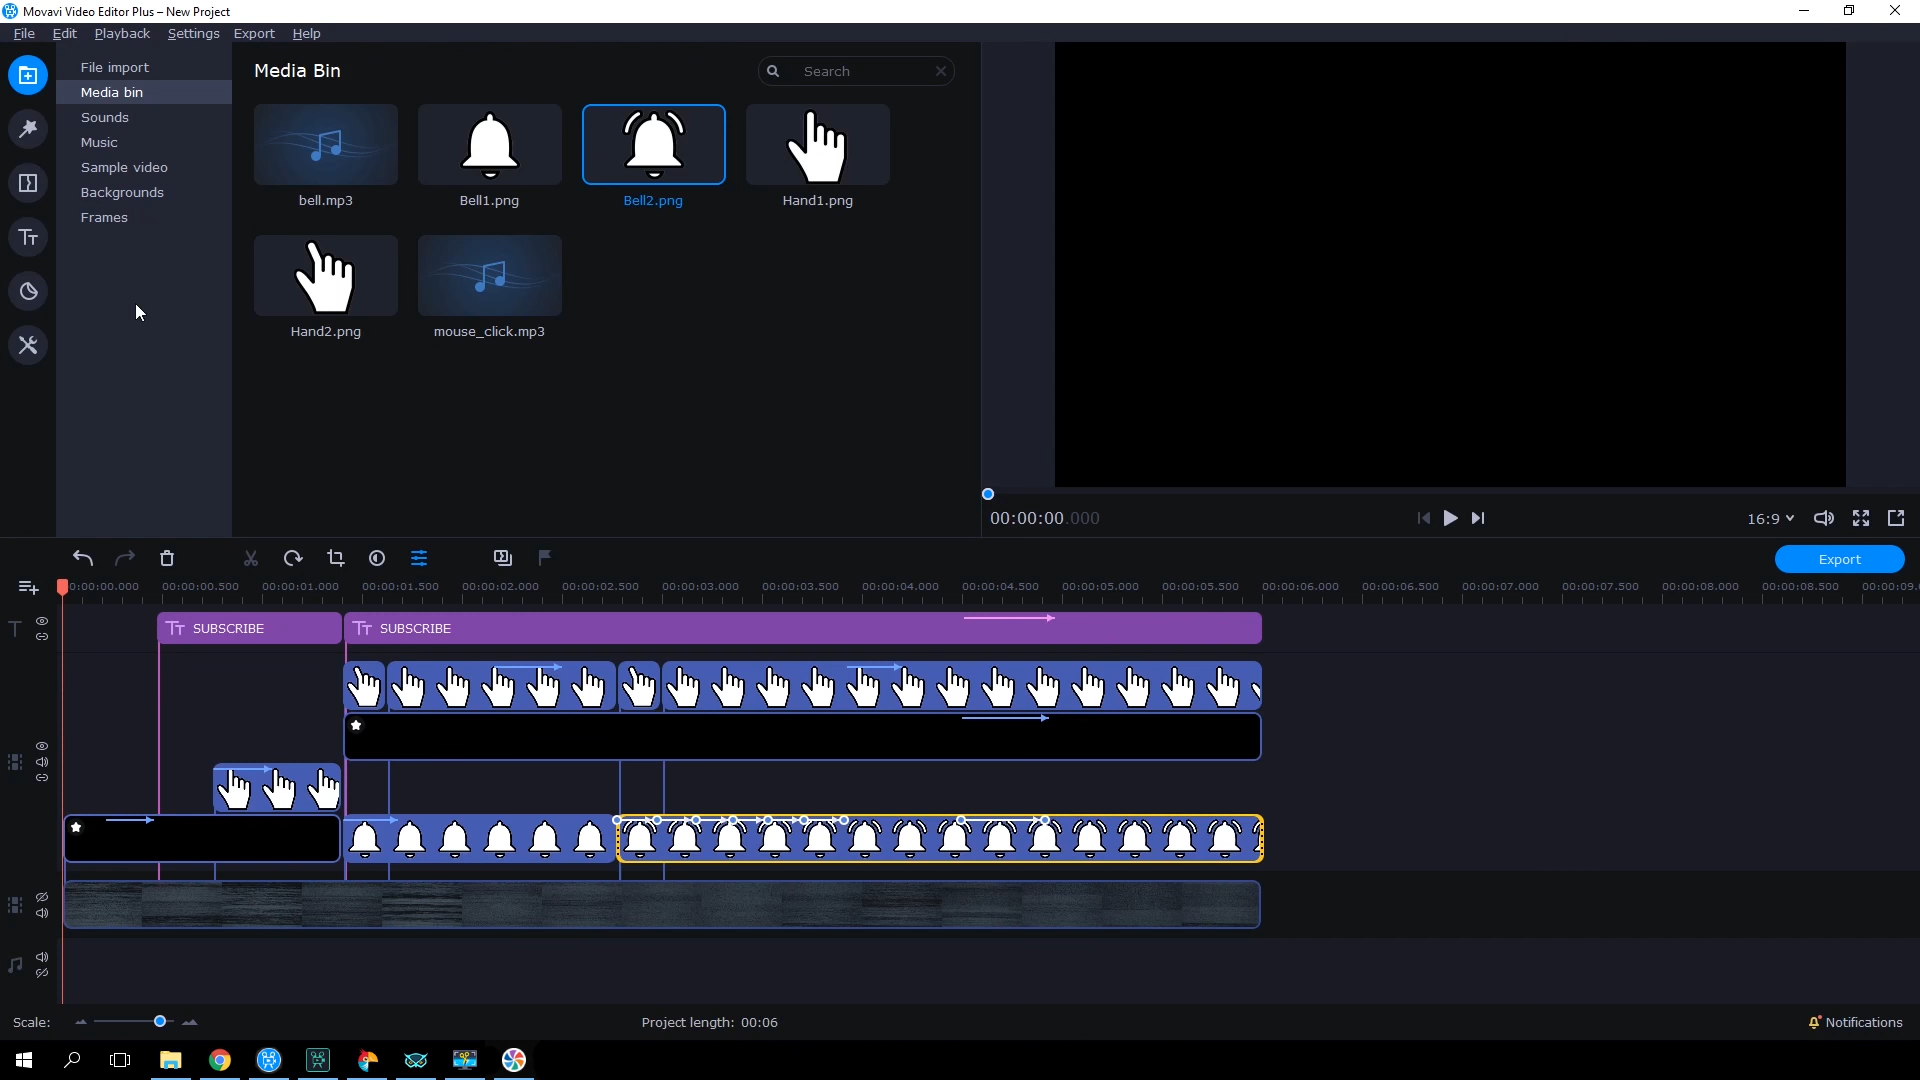 Movavi Video Editor Plus – New Project
File Edit Playback Settings Export Help
File import
Media bin
Sounds
Music
Sample video
Backgrounds
Frames
Media Bin
Search
bell.mp3
Bell1.png
Bell2.png
Hand1.png
Hand2.png
mouse_click.mp3
00:00:00.000
16:9
Export
00:00:00.000 00:00:00.500 00:00:01.000 00:00:01.500 00:00:02.000 00:00:02.500 00:00:03.000 00:00:03.500 00:00:04.000 00:00:04.500 00:00:05.000 00:00:05.500 00:00:06.000 00:00:06.500 00:00:07.000 00:00:07.500 00:00:08.000 00:00:08.500 00:00:09.0
SUBSCRIBE
SUBSCRIBE
Scale:
Project length: 00:06
Notifications